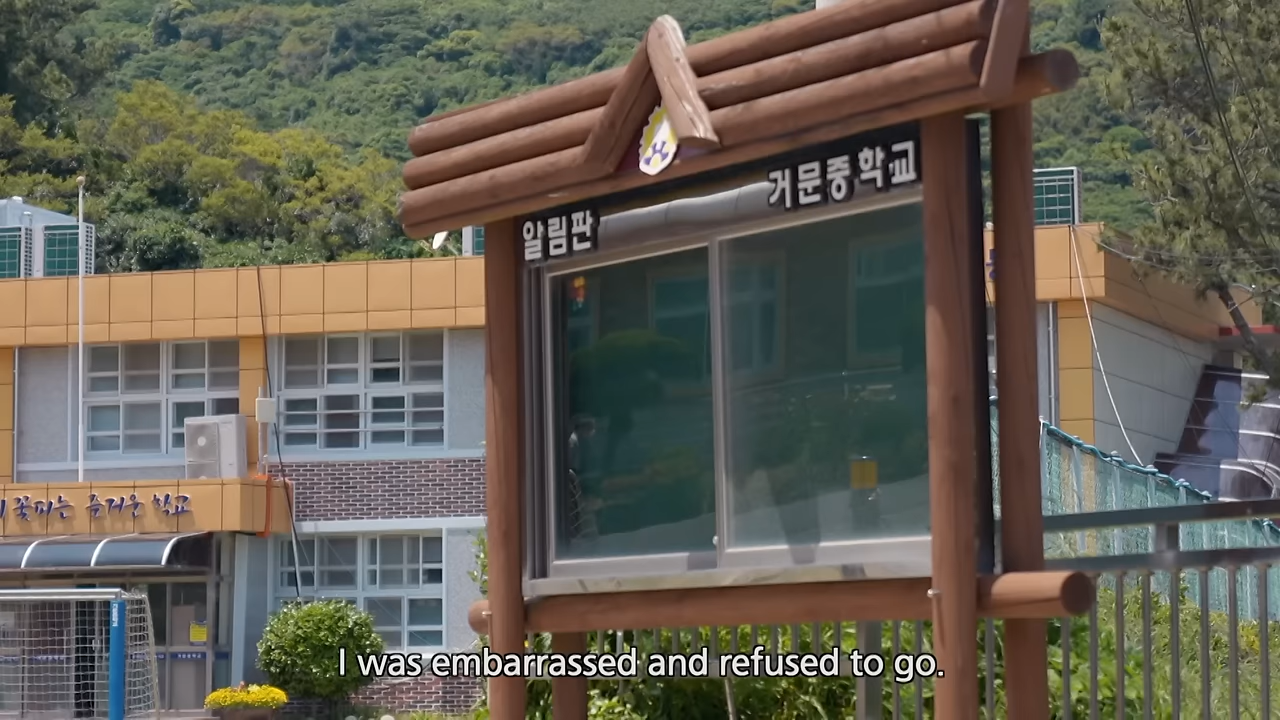 알림판
거문중학교
꽃피는 즐거운 학교
I was embarrassed and refused to go.